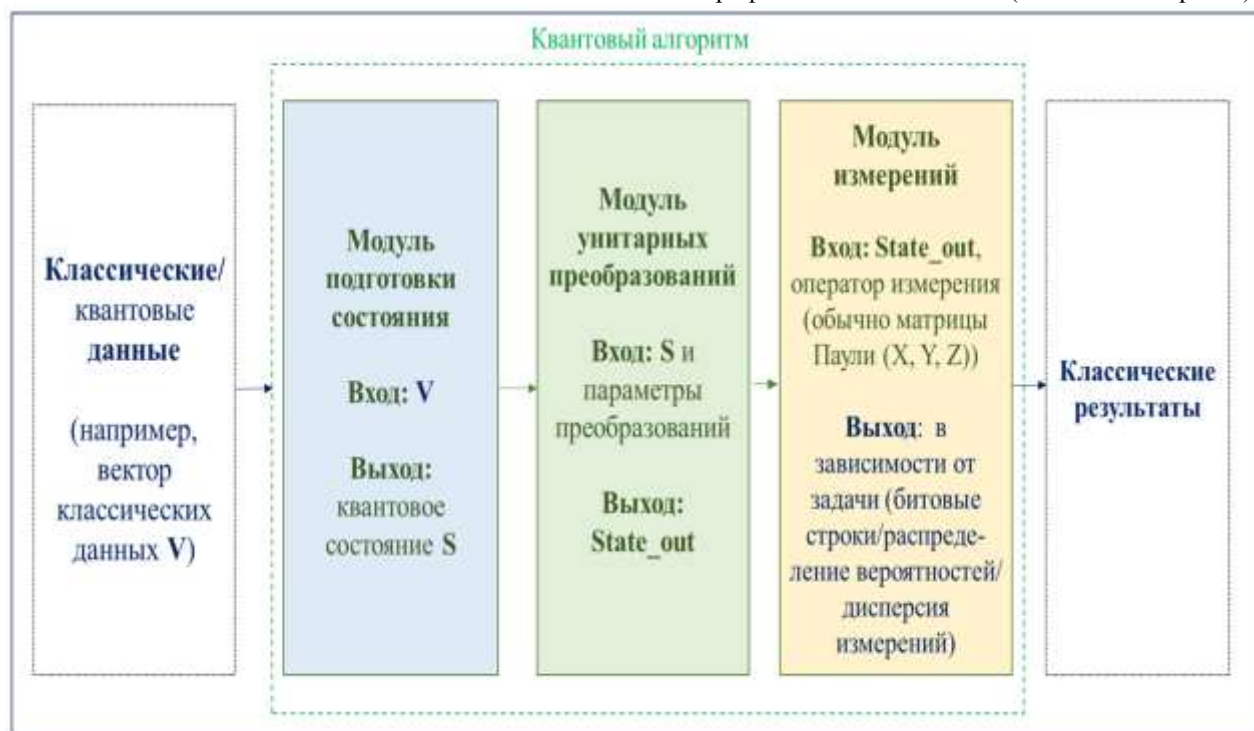 Квантовый алгоритм
Классические/
квантовые
данные
(например,
вектор
классических
данных V)
Модуль
подготовки
состояния
Вход: V
Выход:
квантовое
состояние S
Модуль
унитарных
преобразований
Вход: S и
параметры
преобразований
Выход:
State_out
Модуль
измерений
Вход: State_out,
оператор измерения
(обычно матрицы
Паули (X, Y, Z))
Выход: в
зависимости от
задачи (битовые
строки/распреде-
ление вероятностей/
дисперсия
измерений)
Классические
результаты